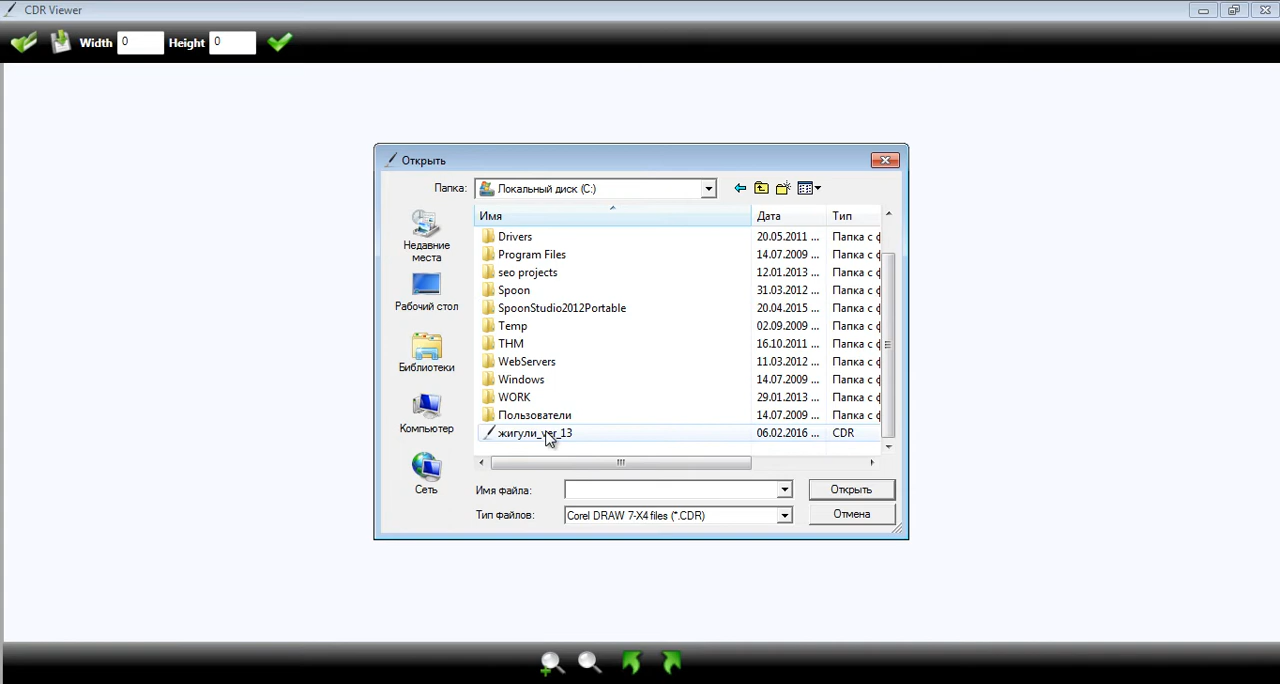 CDR Viewer
Width 0 Height 0
Открыть
Папка: Локальный диск (C:)
Имя Дата Тип
Drivers 20.05.2011 ... Папка с ф
Program Files 14.07.2009 ... Папка с ф
seo projects 12.01.2013 ... Папка с ф
Spoon 31.03.2012 ... Папка с ф
SpoonStudio2012Portable 20.04.2015 ... Папка с ф
Temp 02.09.2009 ... Папка с ф
THM 16.10.2011 ... Папка с ф
WebServers 11.03.2012 ... Папка с ф
Windows 14.07.2009 ... Папка с ф
WORK 29.01.2013 ... Папка с ф
Пользователи 14.07.2009 ... Папка с ф
жигули_ver_13 06.02.2016 ... CDR
Недавние
места
Рабочий стол
Библиотеки
Компьютер
Сеть
Имя файла: Открыть
Тип файлов: Corel DRAW 7-X4 files (*.CDR) Отмена